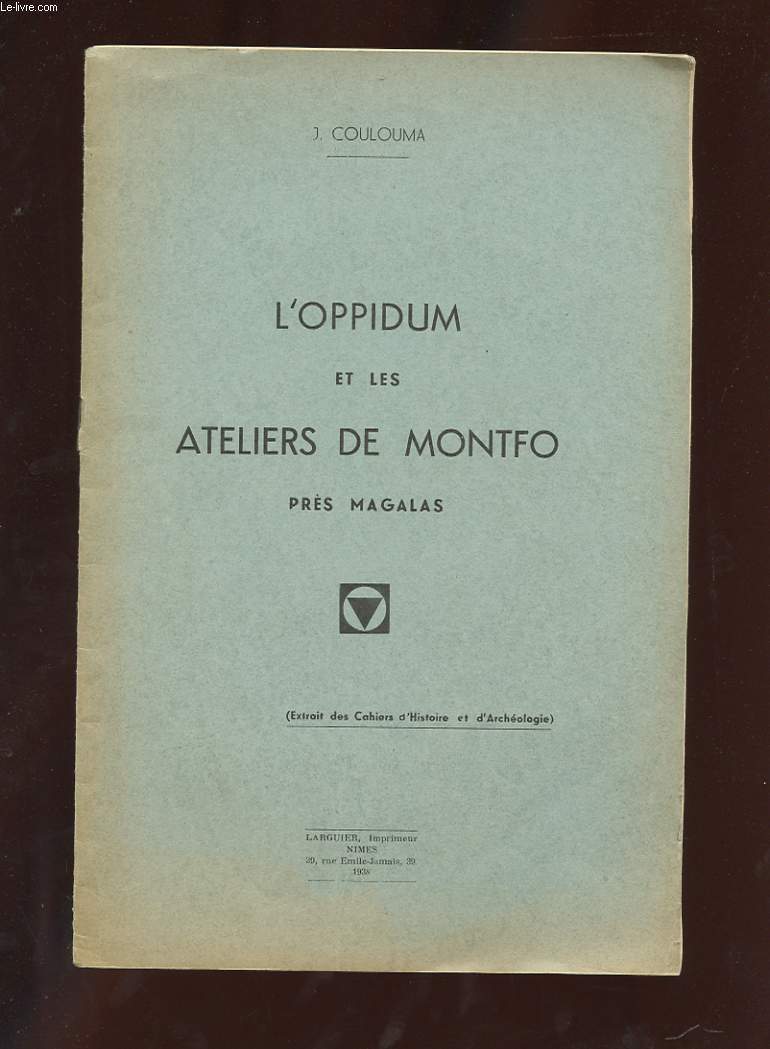 Le-livre.com
J. COULOUMA
L'OPPIDUM
ET LES
ATELIERS DE MONTFO
PRÈS MAGALAS
(Extrait des Cahiers d'Histoire et d'Archéologie)
LARGUIER, Imprimeur
NIMES
39, rue Emile-Jamais, 39
1938